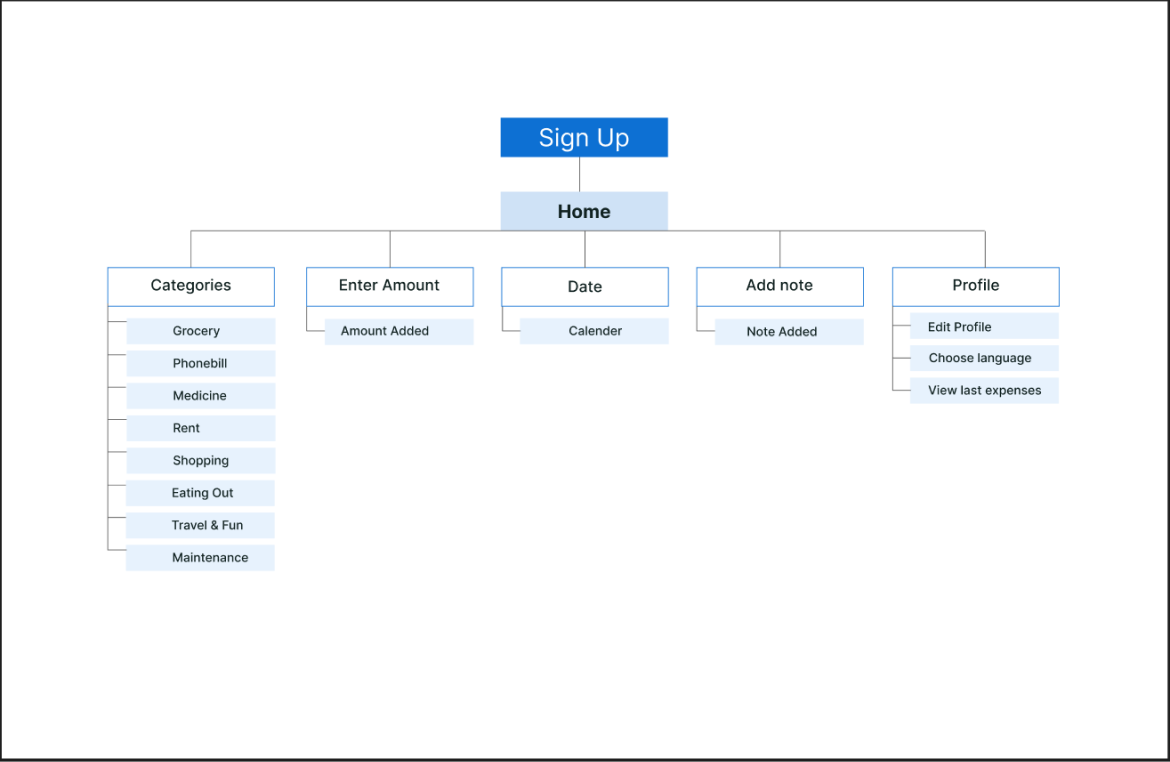 Sign Up
Home
Categories
Enter Amount
Date
Add note
Profile
Grocery
Phonebill
Medicine
Rent
Shopping
Eating Out
Travel & Fun
Maintenance
Amount Added
Calender
Note Added
Edit Profile
Choose language
View last expenses